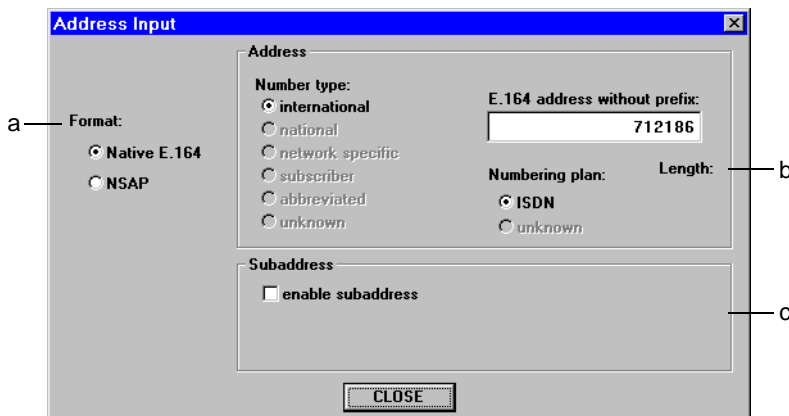 Address Input
a
Format:
Native E.164
NSAP
Address
Number type:
international
national
network specific
subscriber
abbreviated
unknown
E.164 address without prefix:
712186
Length:
b
Numbering plan:
ISDN
unknown
Subaddress
enable subaddress
c
CLOSE